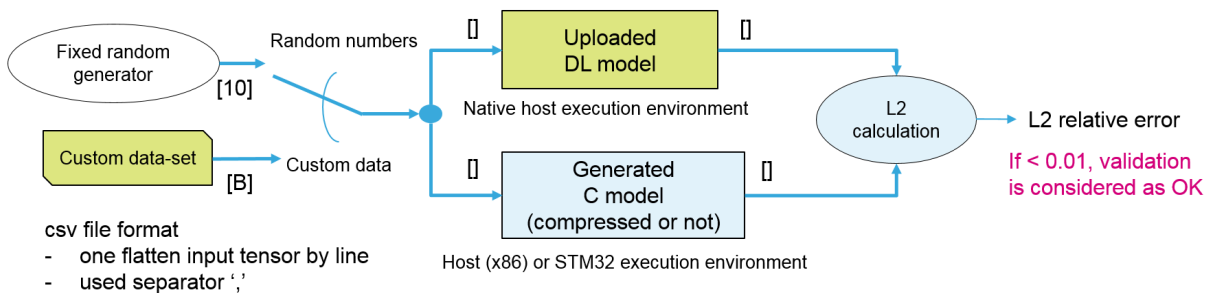 Fixed random
generator
[10]
Random numbers
Custom data-set
[B]
Custom data
csv file format
- one flatten input tensor by line
- used separator ‘,’
[]
Uploaded
DL model
[]
Native host execution environment
[]
Generated
C model
(compressed or not)
[]
Host (x86) or STM32 execution environment
L2
calculation
L2 relative error
If < 0.01, validation
is considered as OK